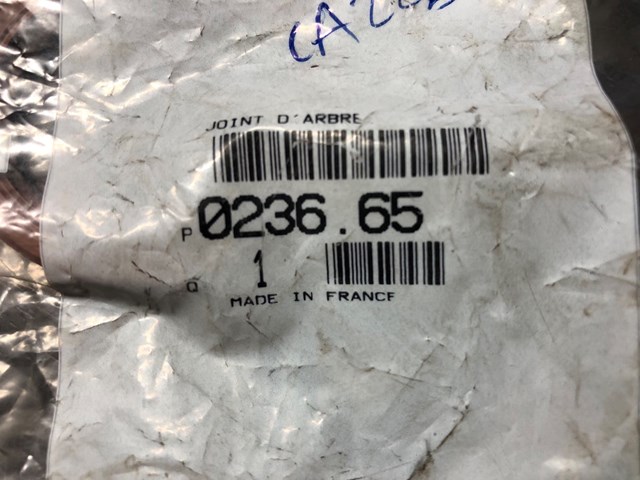 JOINT D'ARBRE
P 0236.65
Q 1
MADE IN FRANCE